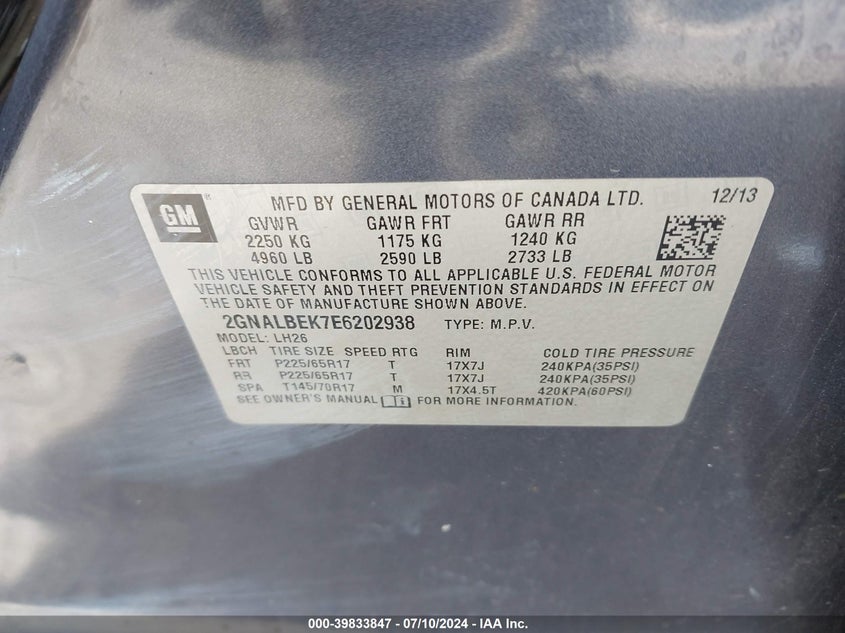 GM ®
MFD BY GENERAL MOTORS OF CANADA LTD. 12/13
GVWR GAWR FRT GAWR RR
2250 KG 1175 KG 1240 KG
4960 LB 2590 LB 2733 LB
THIS VEHICLE CONFORMS TO ALL APPLICABLE U.S. FEDERAL MOTOR
VEHICLE SAFETY AND THEFT PREVENTION STANDARDS IN EFFECT ON
THE DATE OF MANUFACTURE SHOWN ABOVE.
2GNALBEK7E6202938 TYPE: M.P.V.
MODEL: LH26
LBCH TIRE SIZE SPEED RTG RIM COLD TIRE PRESSURE
FRT P225/65R17 T 17X7J 240KPA(35PSI)
RR P225/65R17 T 17X7J 240KPA(35PSI)
SPA T145/70R17 M 17X4.5T 420KPA(60PSI)
SEE OWNER'S MANUAL FOR MORE INFORMATION.
000-39833847 - 07/10/2024 - IAA Inc.